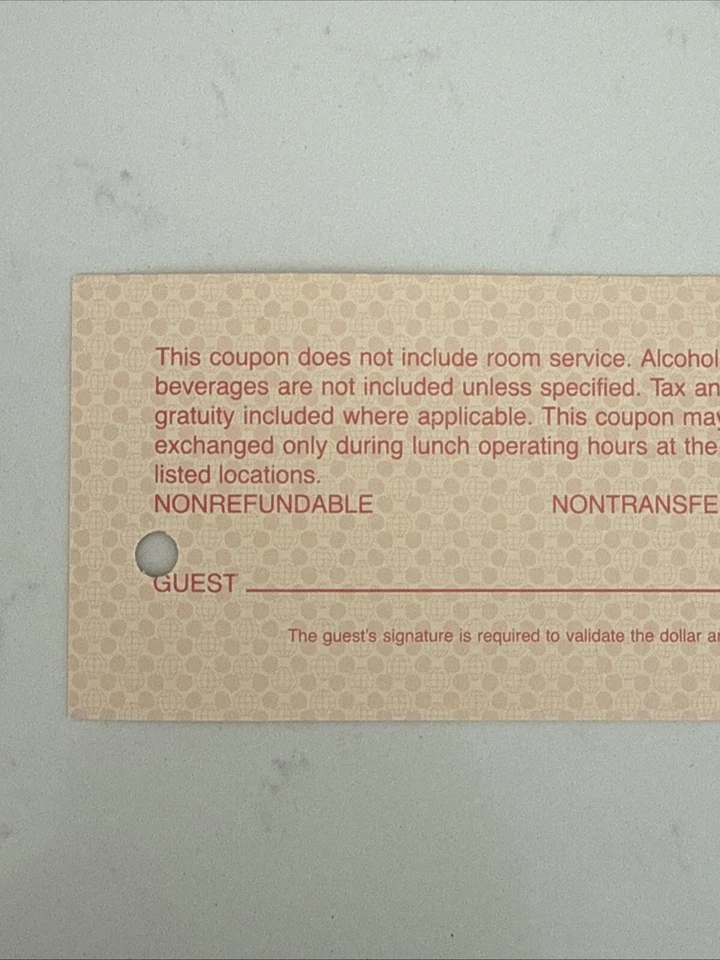 This coupon does not include room service. Alcohol
beverages are not included unless specified. Tax an
gratuity included where applicable. This coupon may
exchanged only during lunch operating hours at the
listed locations.
NONREFUNDABLE NONTRANSFE
GUEST
The guest's signature is required to validate the dollar a